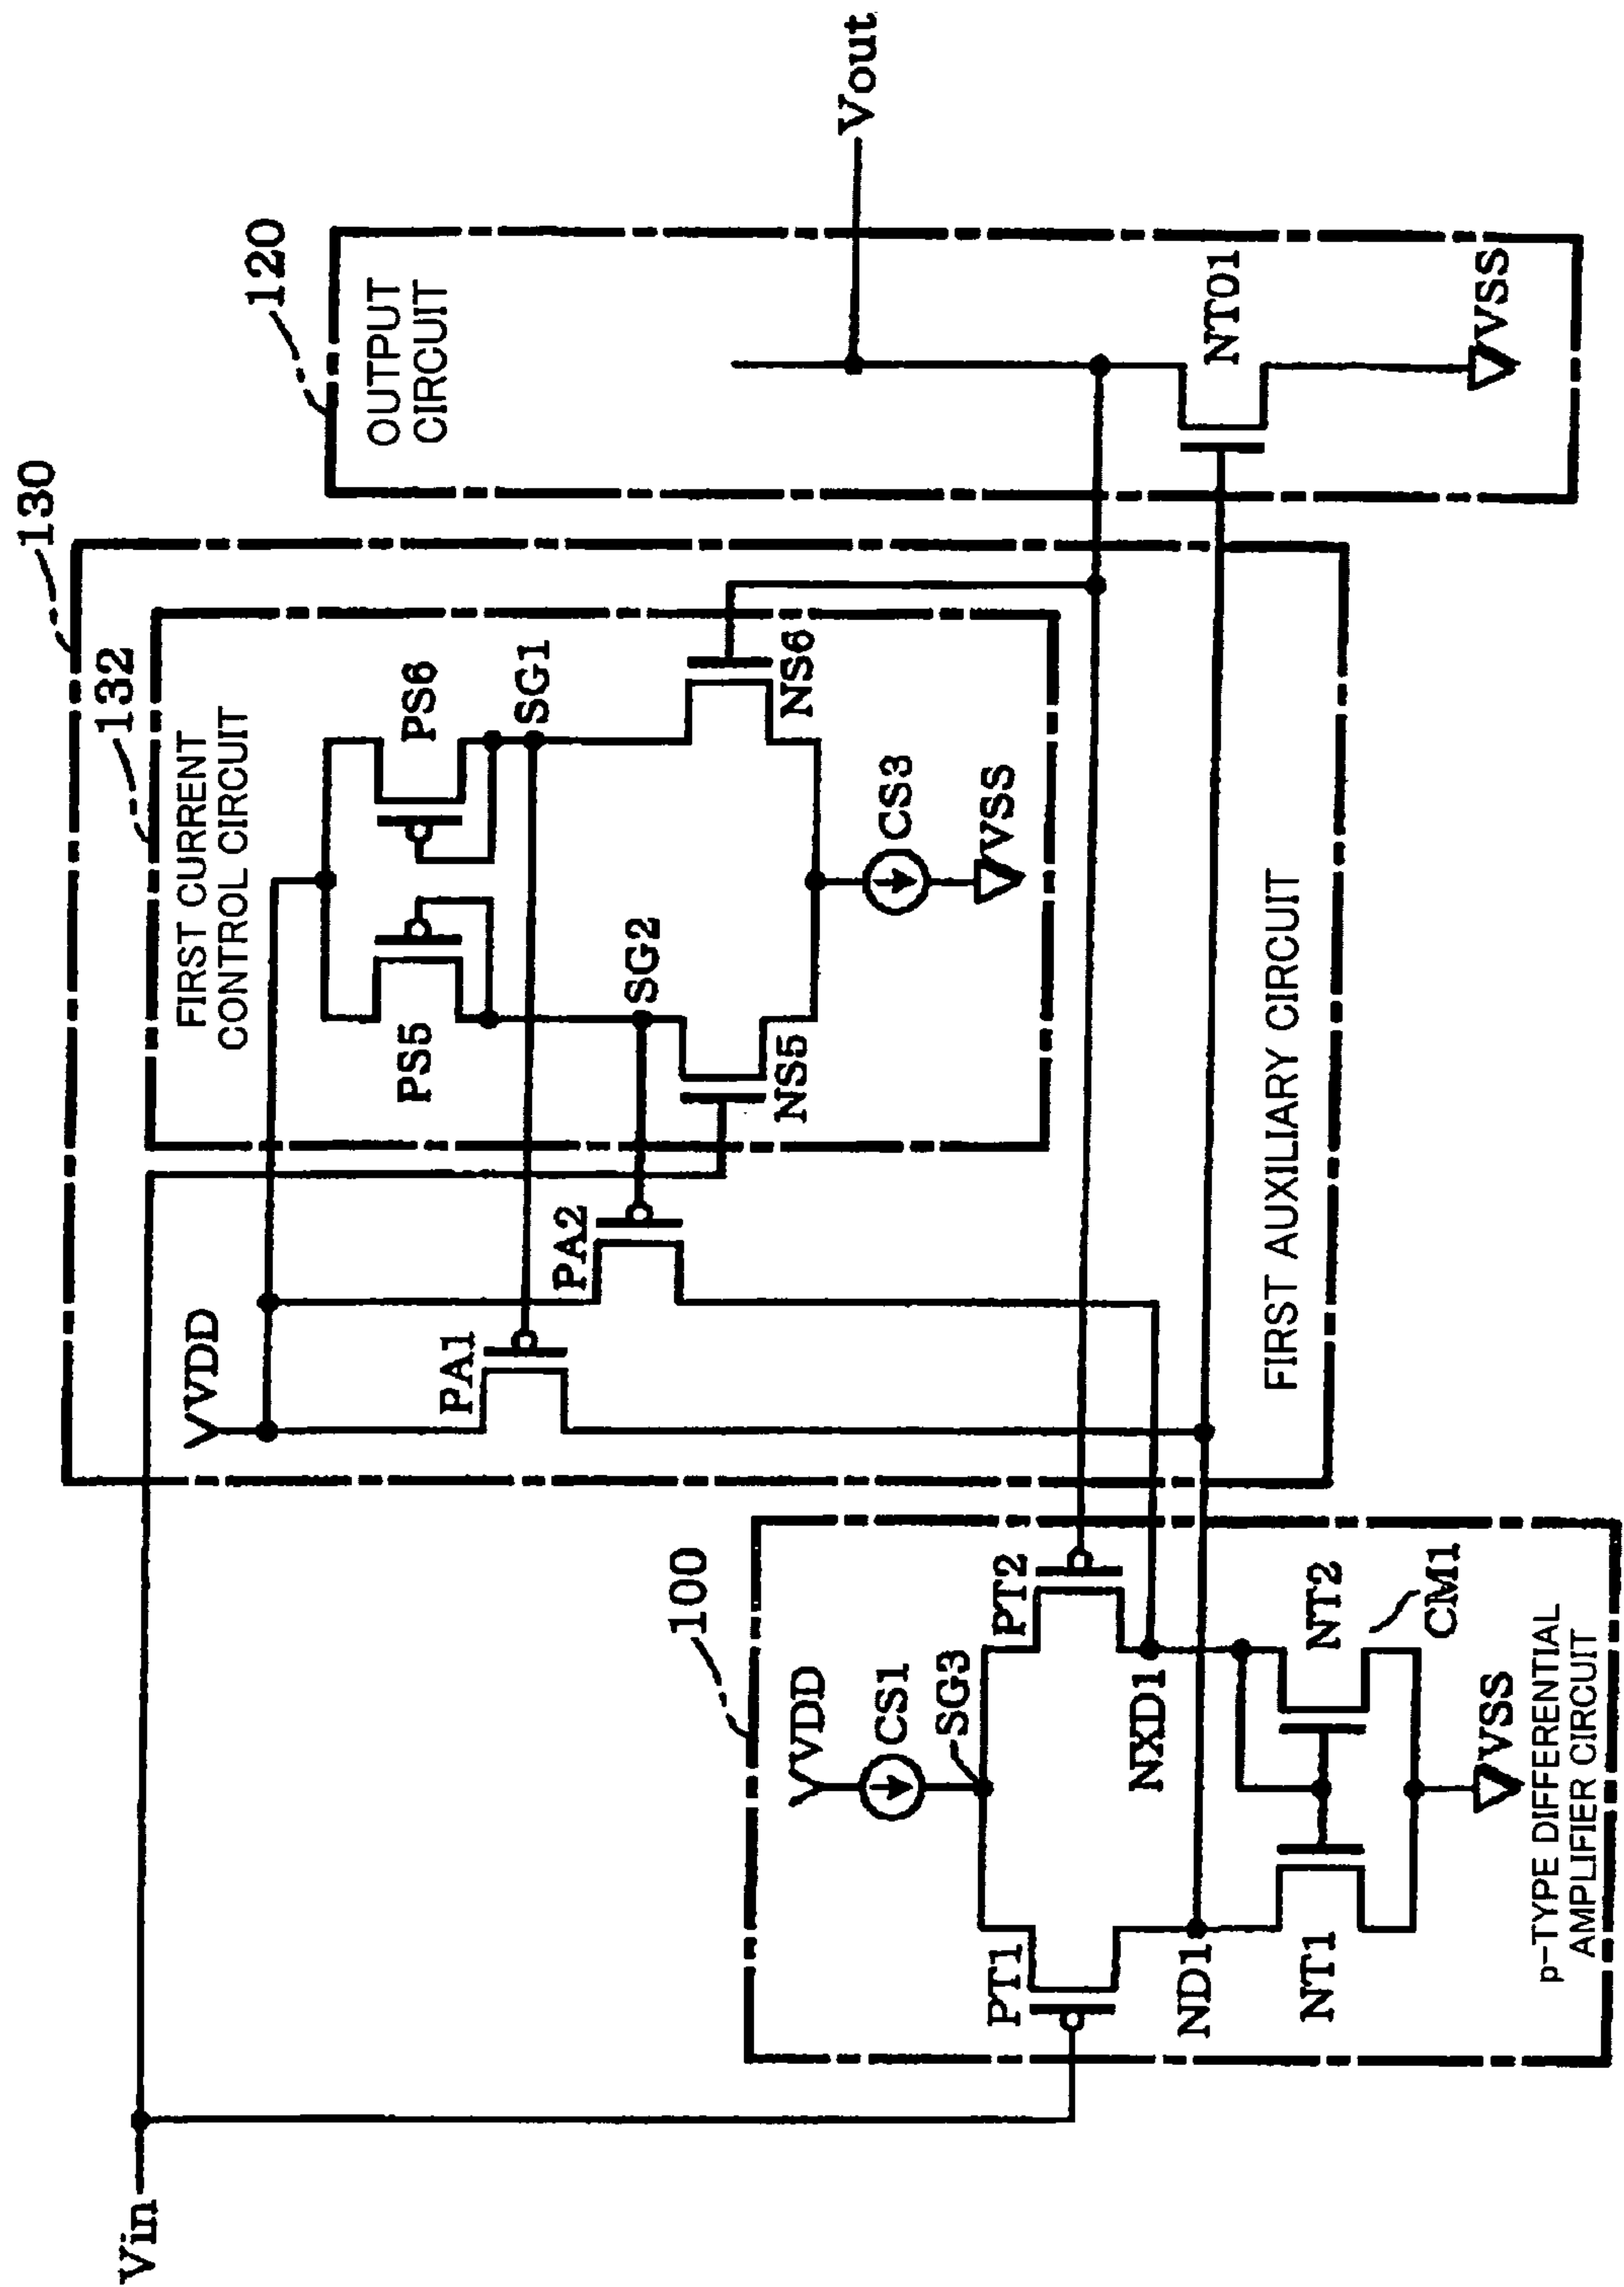 130
132
120
FIRST CURRENT
CONTROL CIRCUIT
OUTPUT
CIRCUIT
Vin
Vout
VDD
PS5
PS6
PA1
SG1
PA2
SG2
NS5
NS6
CS3
VSS
100
VDD
CS1
SG3
PT1
PT2
NXD1
ND1
NT1
NT2
CM1
VSS
p-TYPE DIFFERENTIAL
AMPLIFIER CIRCUIT
FIRST AUXILIARY CIRCUIT
NTO1
VSS